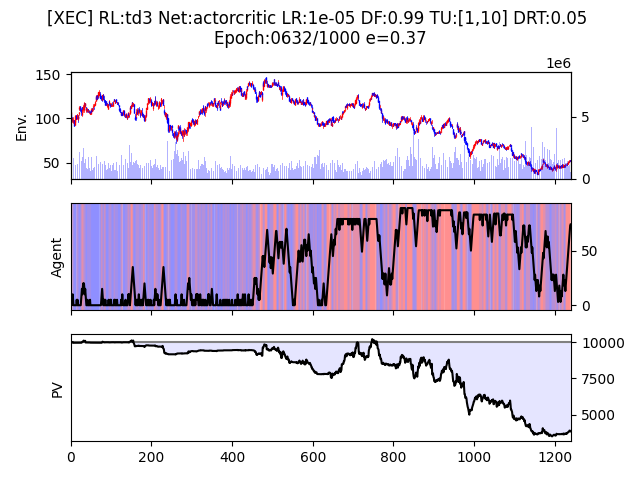 [XEC] RL:td3 Net:actorcritic LR:1e-05 DF:0.99 TU:[1,10] DRT:0.05
Epoch:0632/1000 e=0.37
1e6
150
100
50
Env.
5
0
Agent
50
0
PV
10000
7500
5000
0
200
400
600
800
1000
1200